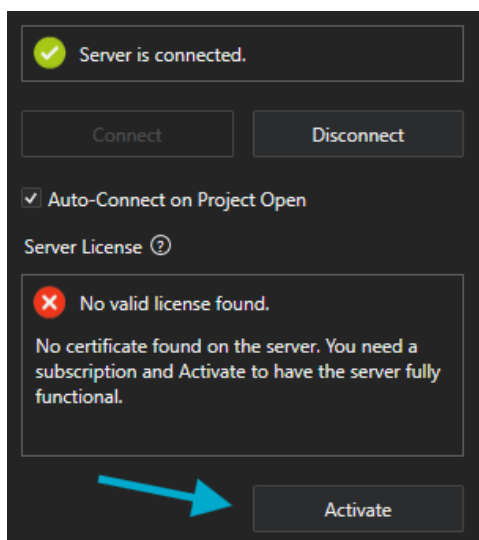 Server is connected.
Connect
Disconnect
Auto-Connect on Project Open
Server License ?
No valid license found.
No certificate found on the server. You need a
subscription and Activate to have the server fully
functional.
Activate